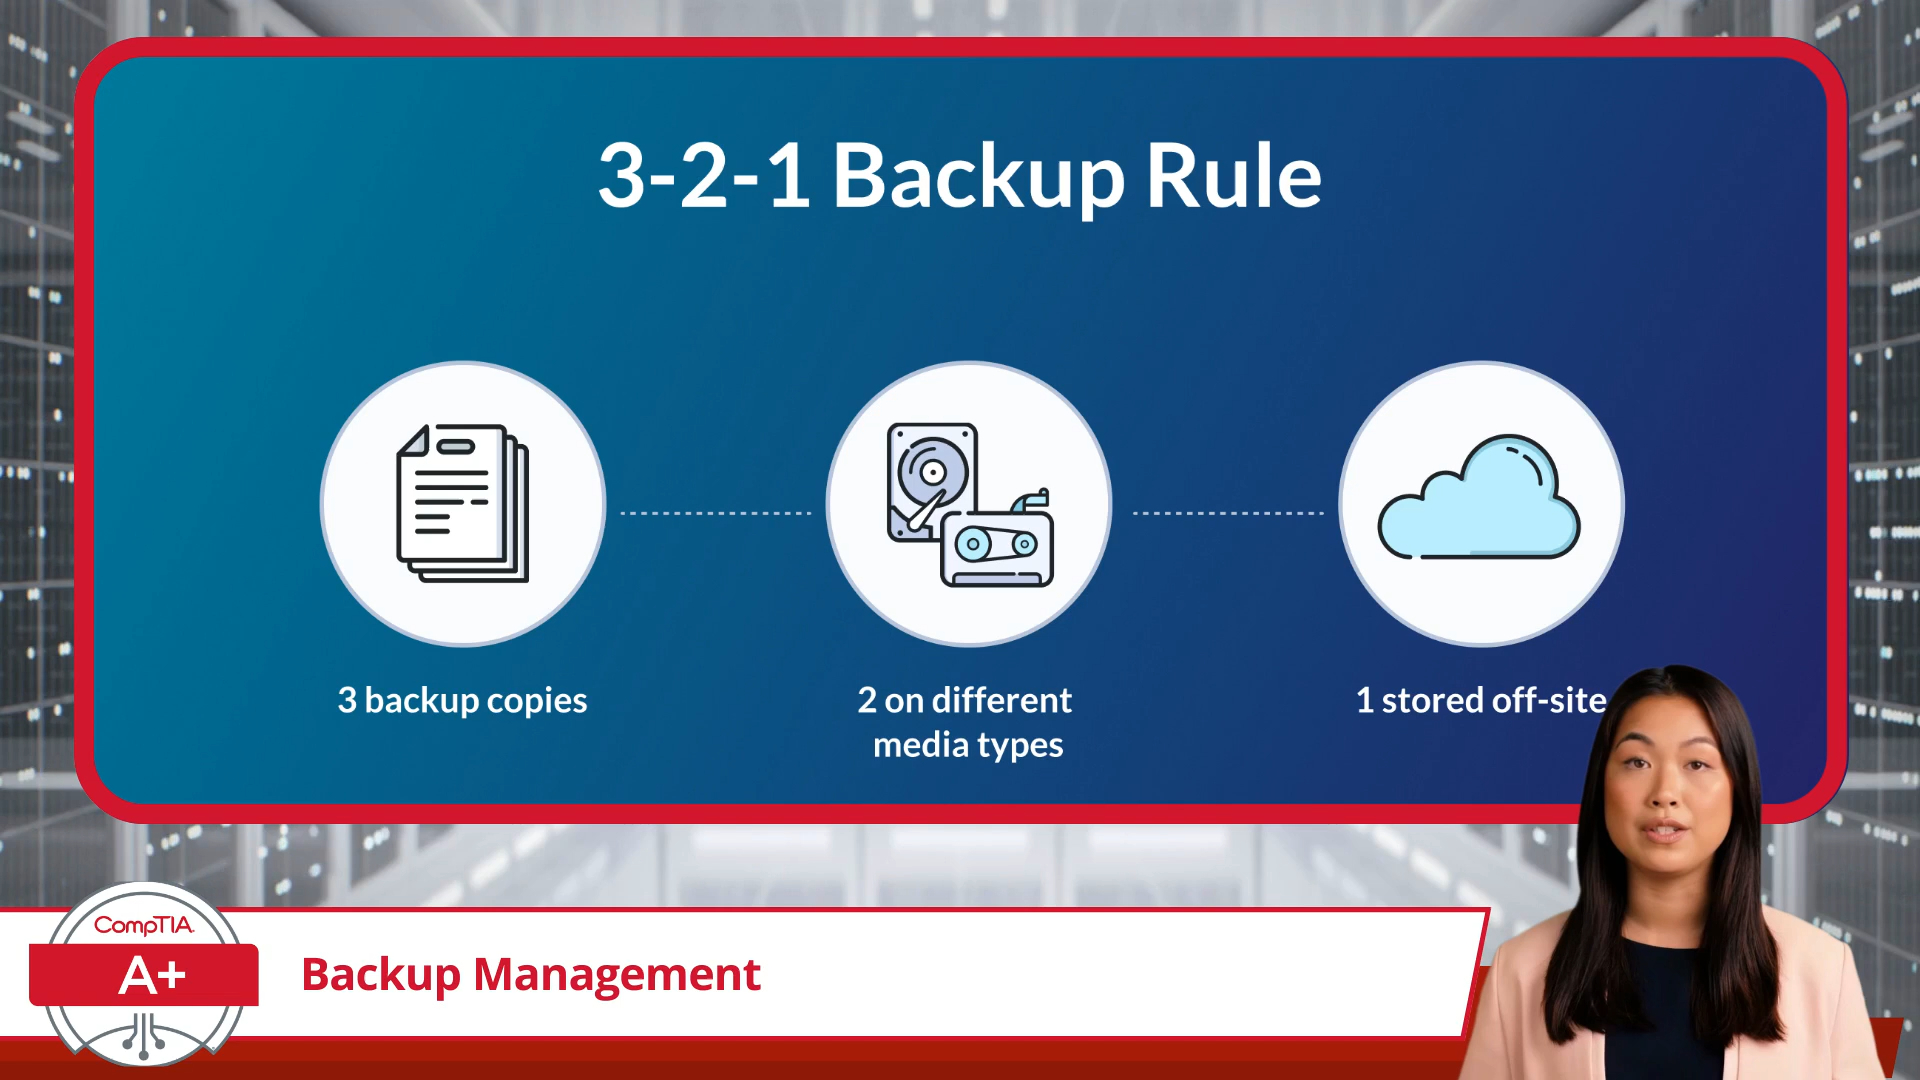 3-2-1 Backup Rule
3 backup copies
2 on different
media types
1 stored off-site
CompTIA.
A+
Backup Management